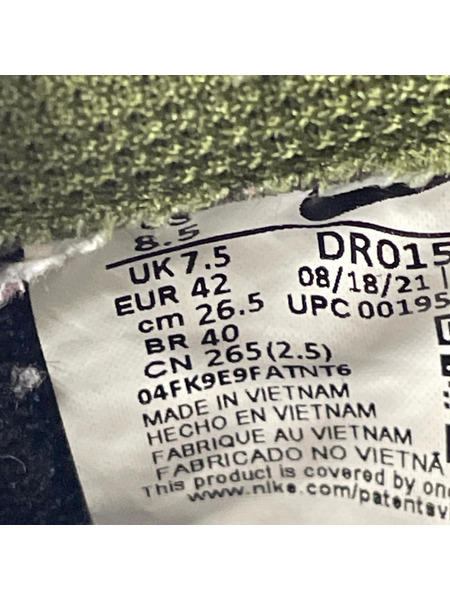 US
8.5
UK 7.5
EUR 42
cm 26.5
BR 40
CN 265(2.5)
04FK9E9FATNT6
DR015
08/18/21
UPC 00195
MADE IN VIETNAM
HECHO EN VIETNAM
FABRIQUE AU VIETNAM
FABRICADO NO VIETNÃ
This product is covered by one
www.nike.com/patents